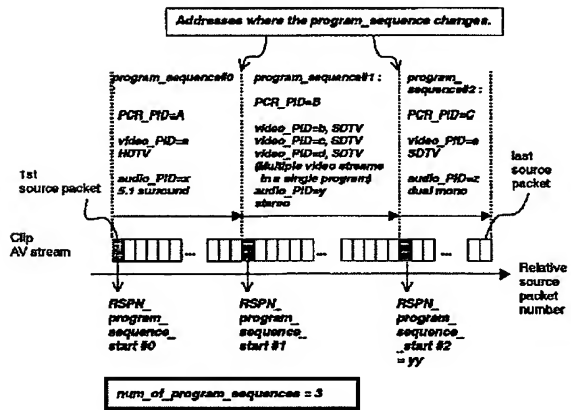 Addresses where the program_sequence changes.
program_sequence#0
PCR_PID=A
video_PID=a
HDTV
audio_PID=x
5.1 surround
program_sequence#1 :
PCR_PID=B
video_PID=b, SDTV
video_PID=c, SDTV
video_PID=d, SDTV
(Multiple video streams
in a single program)
audio_PID=y
stereo
program_
sequence#2 :
PCR_PID=C
video_PID=e
SDTV
audio_PID=z
dual mono
1st
source packet
last
source
packet
Clip
AV stream
...
...
...
Relative
source
packet
number
RSPN_
program_
sequence_
start #0
RSPN_
program_
sequence_
start #1
RSPN_
program_
sequence_
start #2
= yy
num_of_program_sequences = 3